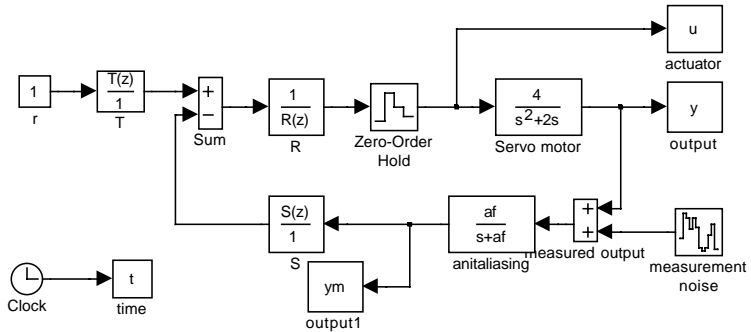 u
actuator
1
r
T(z)
1
T
+
−
Sum
1
R(z)
R
Zero-Order
Hold
4
s²+2s
Servo motor
y
output
S(z)
1
S
af
s+af
anitaliasing
+
+
measured output
measurement
noise
ym
output1
Clock
t
time